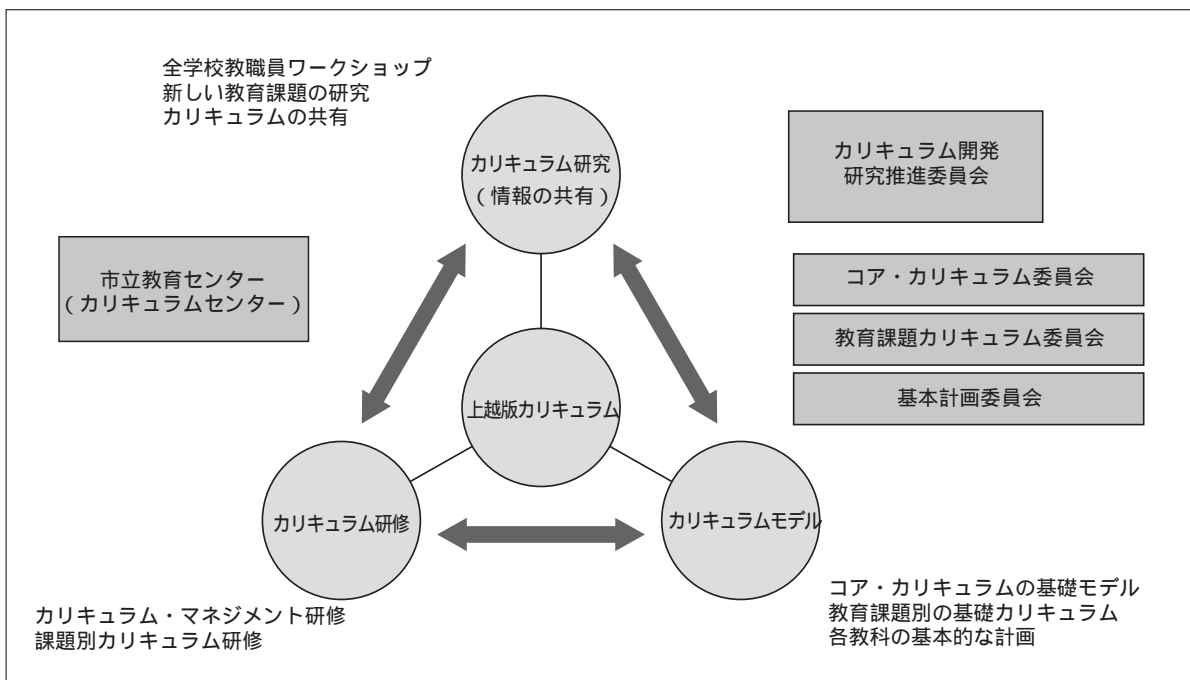 全学校教職員ワークショップ
新しい教育課題の研究
カリキュラムの共有
カリキュラム研究
(情報の共有)
カリキュラム開発
研究推進委員会
市立教育センター
(カリキュラムセンター)
コア・カリキュラム委員会
教育課題カリキュラム委員会
基本計画委員会
上越版カリキュラム
カリキュラム研修
カリキュラムモデル
カリキュラム・マネジメント研修
課題別カリキュラム研修
コア・カリキュラムの基礎モデル
教育課題別の基礎カリキュラム
各教科の基本的な計画